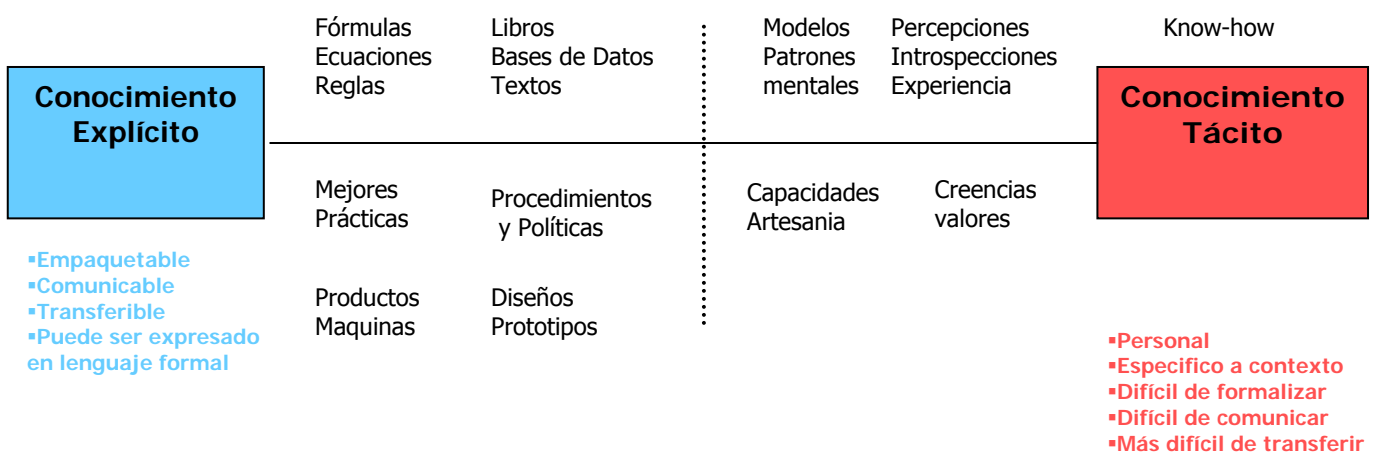 Fórmulas
Ecuaciones
Reglas
Libros
Bases de Datos
Textos
Modelos
Patrones
mentales
Percepciones
Introspecciones
Experiencia
Know-how
Conocimiento
Explícito
Conocimiento
Tácito
Mejores
Prácticas
Procedimientos
y Políticas
Capacidades
Artesania
Creencias
valores
▪Empaquetable
▪Comunicable
▪Transferible
▪Puede ser expresado
en lenguaje formal
Productos
Maquinas
Diseños
Prototipos
▪Personal
▪Especifico a contexto
▪Difícil de formalizar
▪Difícil de comunicar
▪Más difícil de transferir